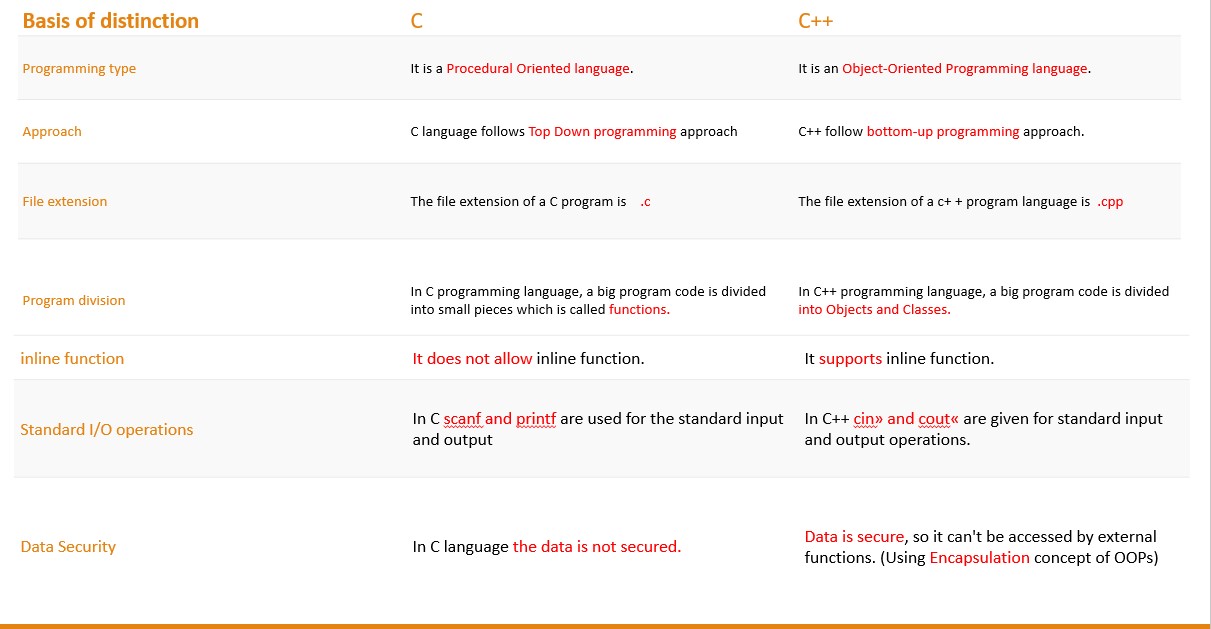 Basis of distinction C C++
Programming type It is a Procedural Oriented language. It is an Object-Oriented Programming language.
Approach C language follows Top Down programming approach C++ follow bottom-up programming approach.
File extension The file extension of a C program is .c The file extension of a c+ + program language is .cpp
Program division
In C programming language, a big program code is divided
into small pieces which is called functions.
In C++ programming language, a big program code is divided
into Objects and Classes.
inline function It does not allow inline function. It supports inline function.
Standard I/O operations
In C scanf and printf are used for the standard input
and output
In C++ cin» and cout« are given for standard input
and output operations.
Data Security In C language the data is not secured.
Data is secure, so it can't be accessed by external
functions. (Using Encapsulation concept of OOPs)